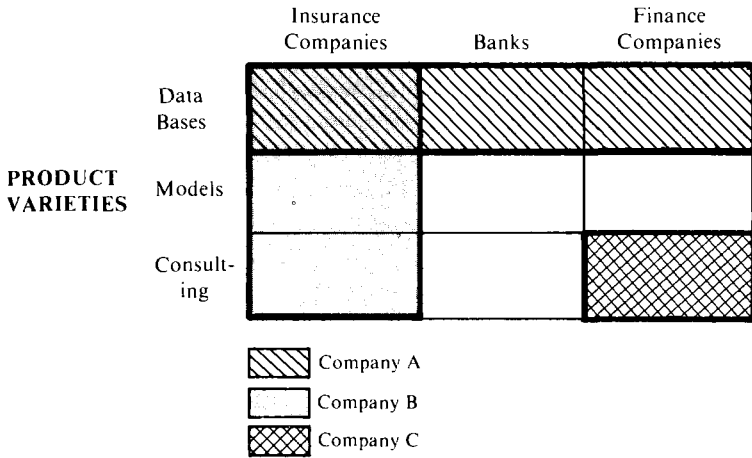 Insurance
Companies
Banks
Finance
Companies
Data
Bases
PRODUCT
VARIETIES
Models
Consult-
ing
Company A
Company B
Company C